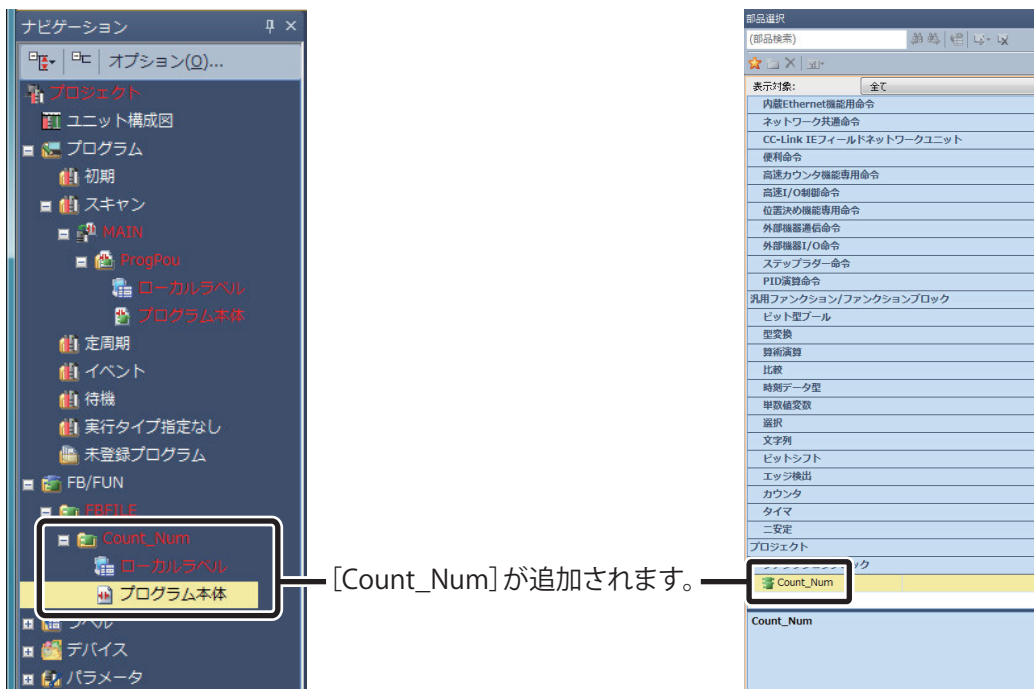 ナビゲーション
オプション(O)...
プロジェクト
ユニット構成図
プログラム
初期
スキャン
MAIN
ProgPou
ローカルラベル
プログラム本体
定周期
イベント
待機
実行タイプ指定なし
未登録プログラム
FB/FUN
FBFILE
Count_Num
ローカルラベル
プログラム本体
ラベル
デバイス
パラメータ
[Count_Num]が追加されます。
部品選択
(部品検索)
表示対象: 全て
内蔵Ethernet機能用命令
ネットワーク共通命令
CC-Link IEフィールドネットワークユニット
便利命令
高速カウンタ機能専用命令
高速I/O制御命令
位置決め機能専用命令
外部機器通信命令
外部機器I/O命令
ステップラダー命令
PID演算命令
汎用ファンクション/ファンクションブロック
ビット型ブール
型変換
算術演算
比較
時刻データ型
単数値変数
選択
文字列
ビットシフト
エッジ検出
カウンタ
タイマ
二安定
プロジェクト
Count_Num
Count_Num